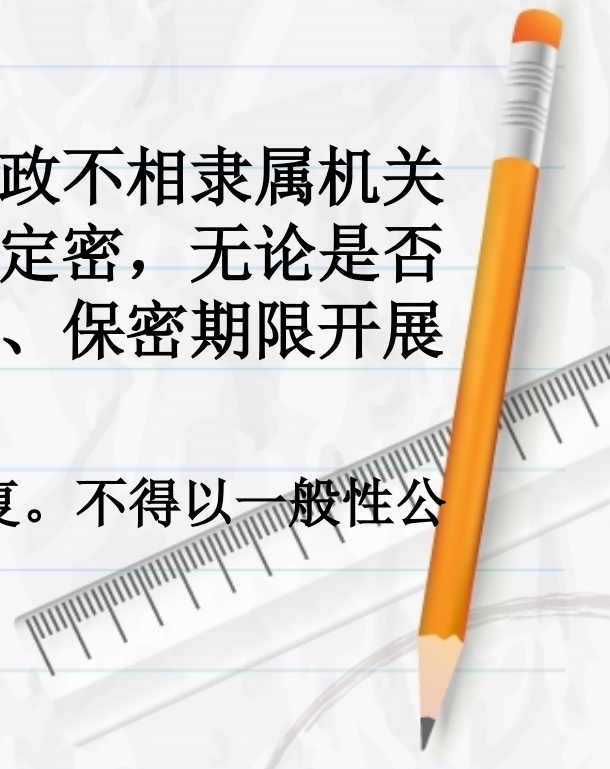 政不相隶属机关
定密，无论是否
、保密期限开展
复。不得以一般性公